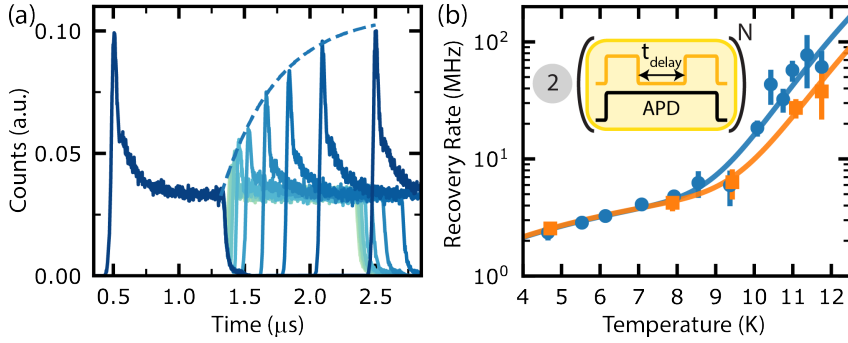 (a)
Counts (a.u.)
0.10
0.05
0.00
0.5
1.0
1.5
2.0
2.5
Time (μs)
(b)
Recovery Rate (MHz)
10²
10¹
10⁰
2
t_delay
APD
N
4
5
6
7
8
9
10
11
12
Temperature (K)